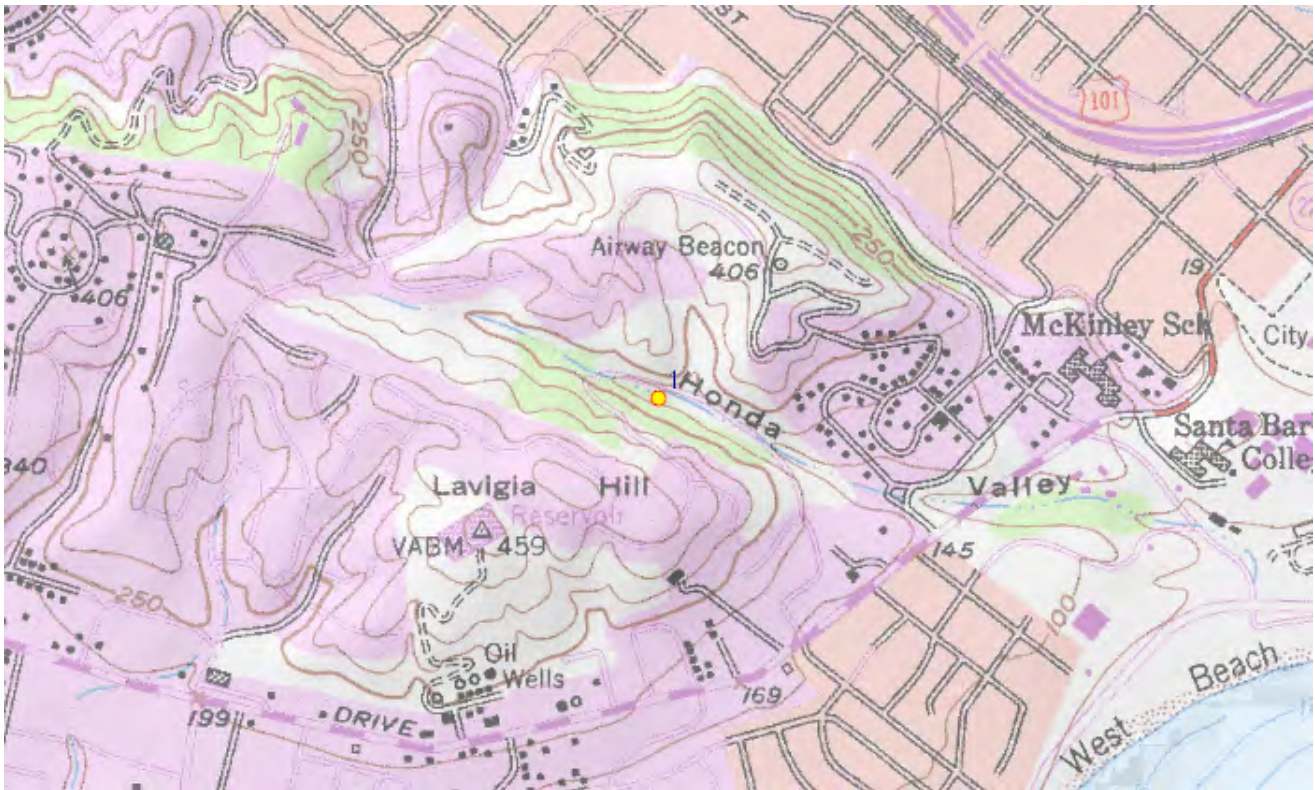 ST
101
250
Airway Beacon
406
250
19
406
McKinley Sch
City
1
Honda
Santa Bar
Colle
340
Lavigia Hill
Valley
Reservoir
VABM 459
145
250
100
Oil
Wells
Beach
169
199
DRIVE
West